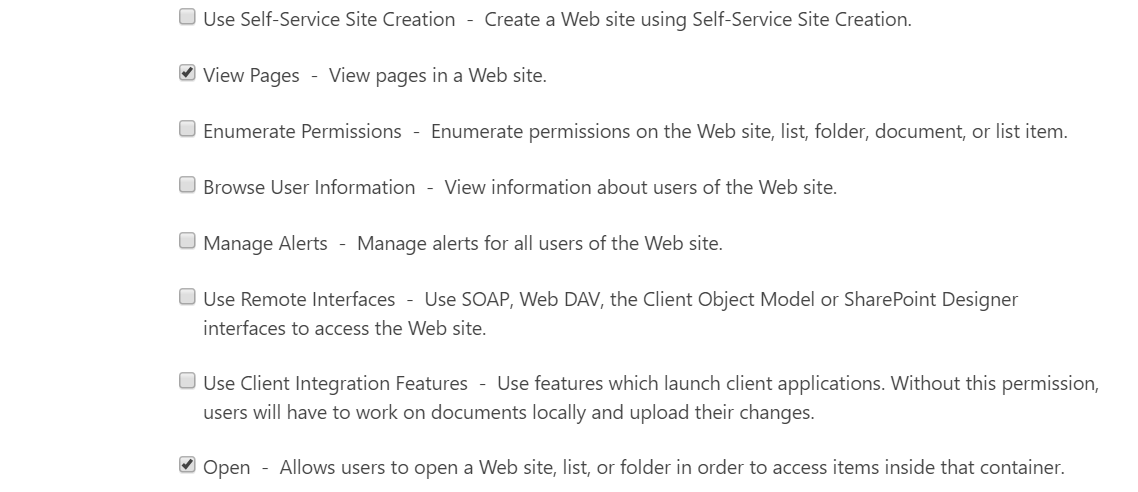 Use Self-Service Site Creation - Create a Web site using Self-Service Site Creation.
View Pages - View pages in a Web site.
Enumerate Permissions - Enumerate permissions on the Web site, list, folder, document, or list item.
Browse User Information - View information about users of the Web site.
Manage Alerts - Manage alerts for all users of the Web site.
Use Remote Interfaces - Use SOAP, Web DAV, the Client Object Model or SharePoint Designer
interfaces to access the Web site.
Use Client Integration Features - Use features which launch client applications. Without this permission,
users will have to work on documents locally and upload their changes.
Open - Allows users to open a Web site, list, or folder in order to access items inside that container.